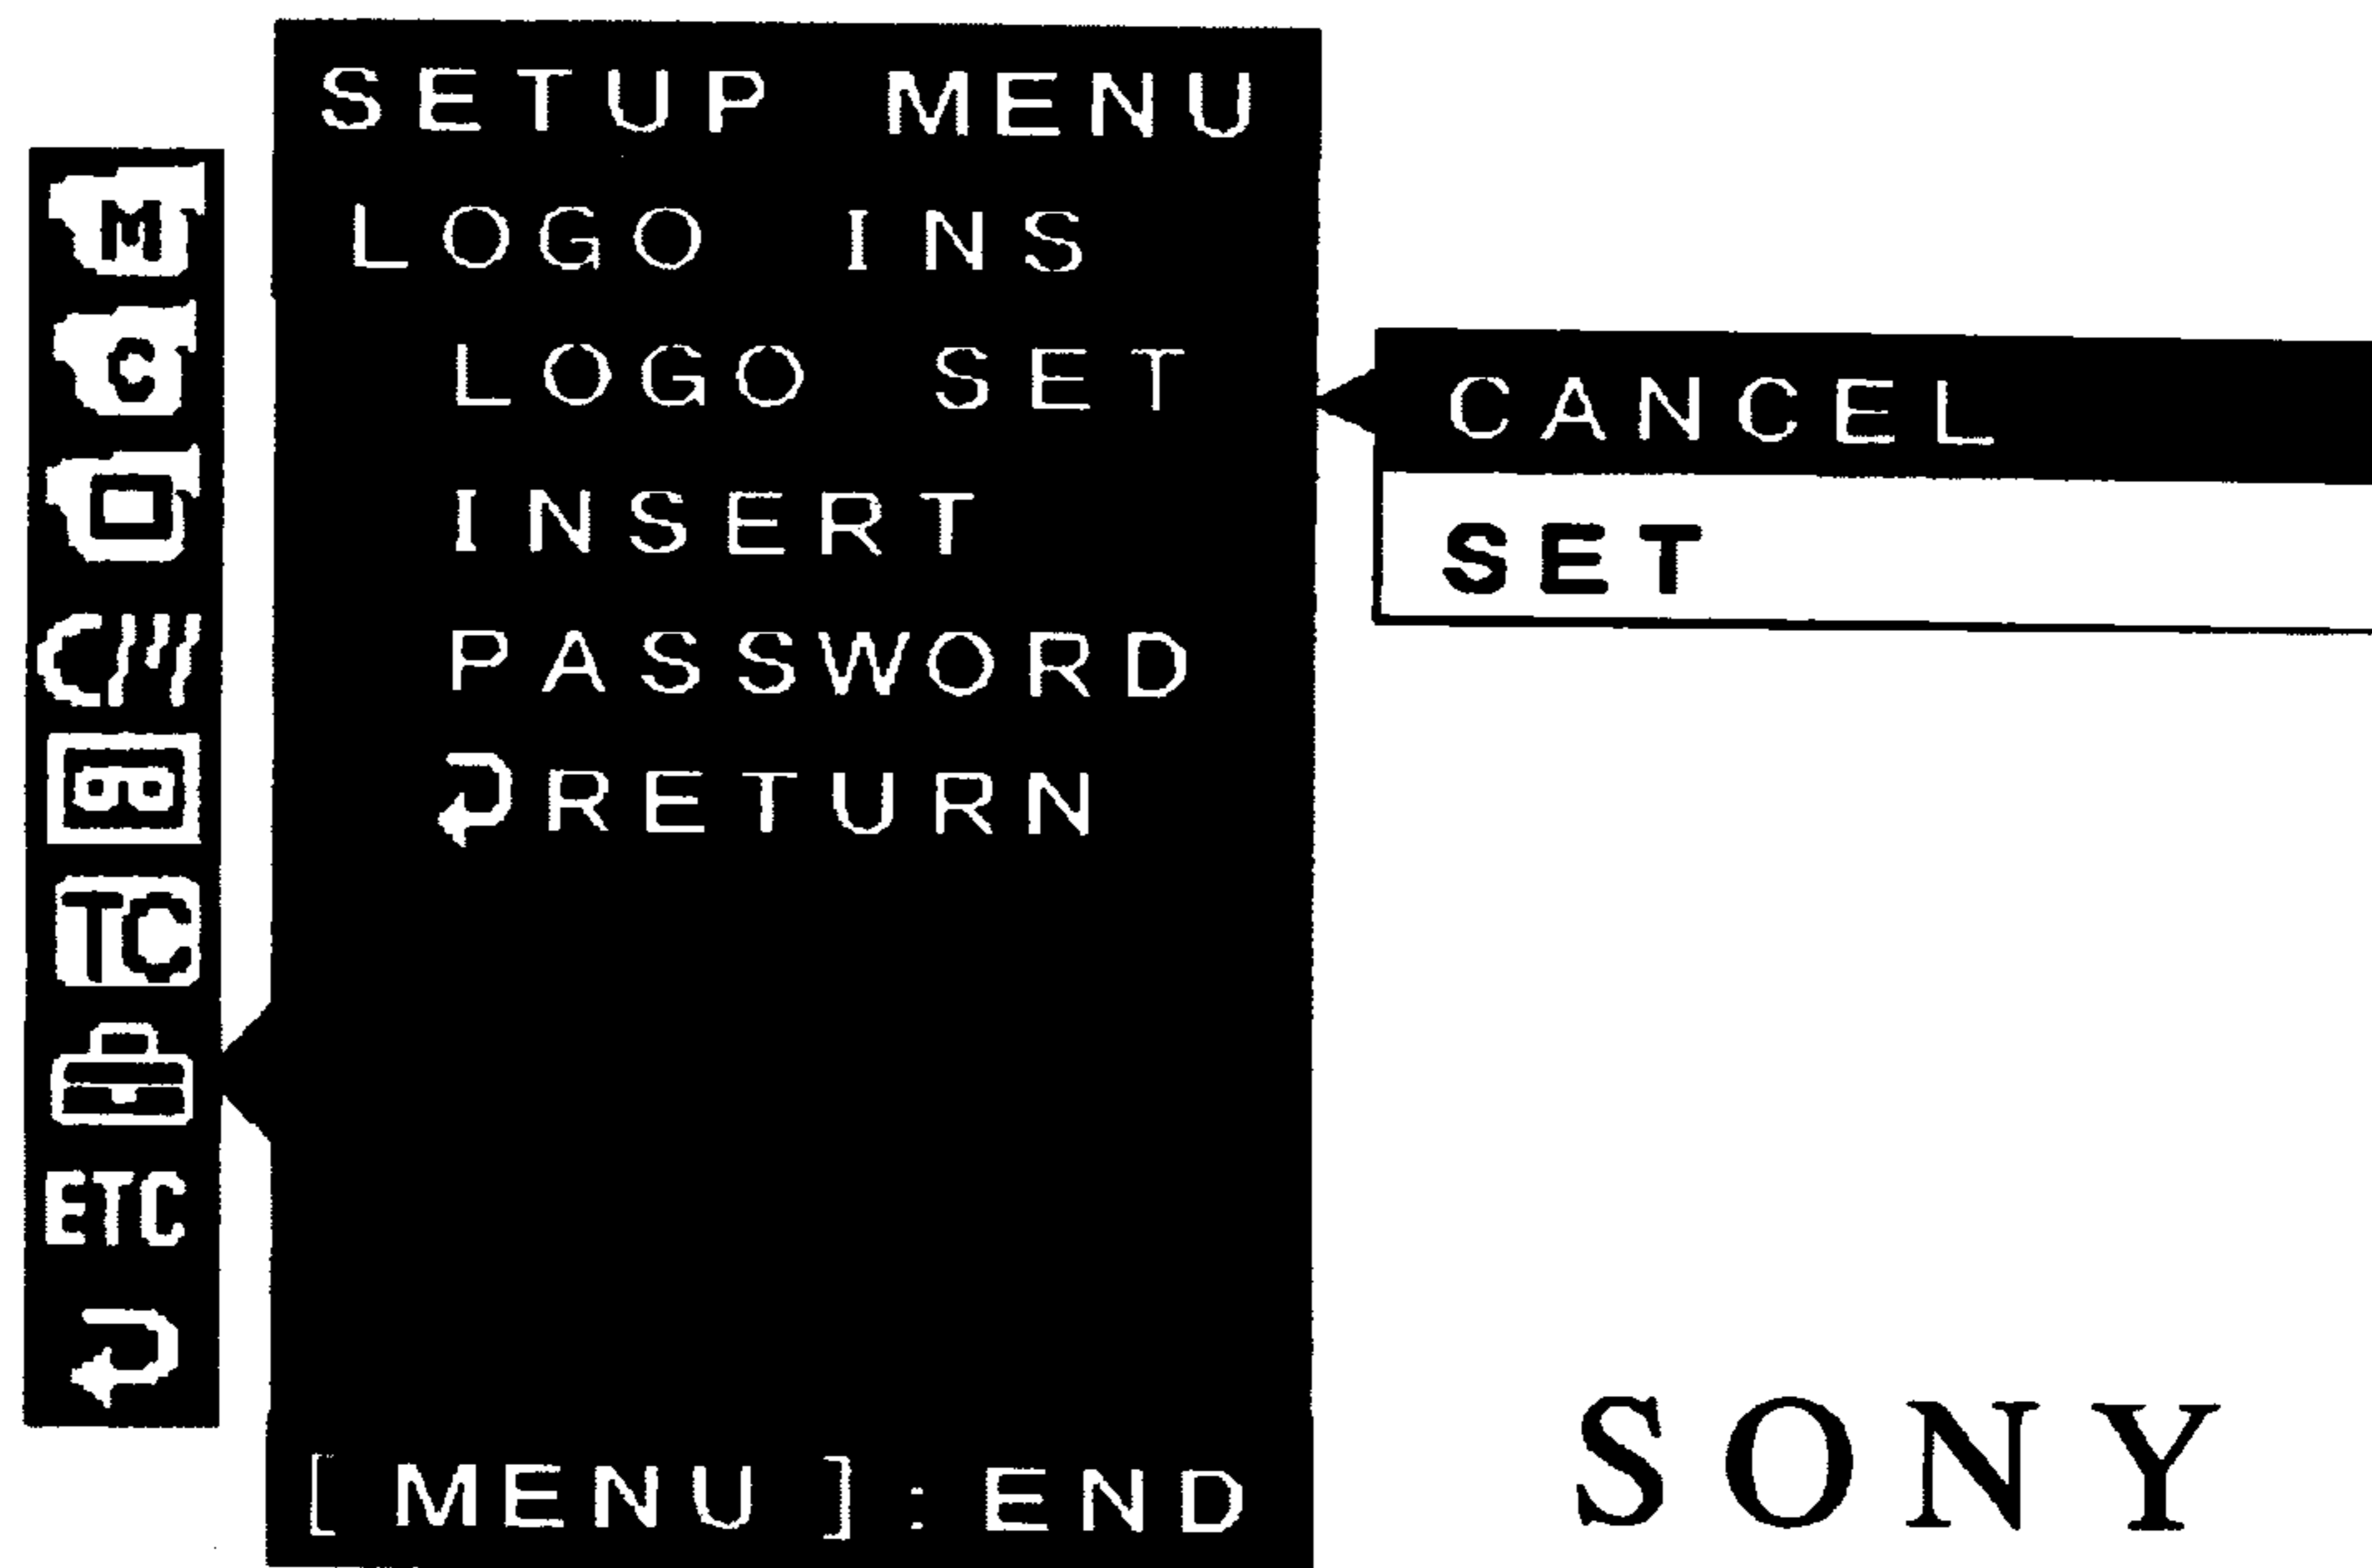 SETUP MENU
LOGO INS
LOGO SET
INSERT
PASSWORD
RETURN
[MENU]:END
M
C
C/M
TC
ETC
CANCEL
SET
SONY